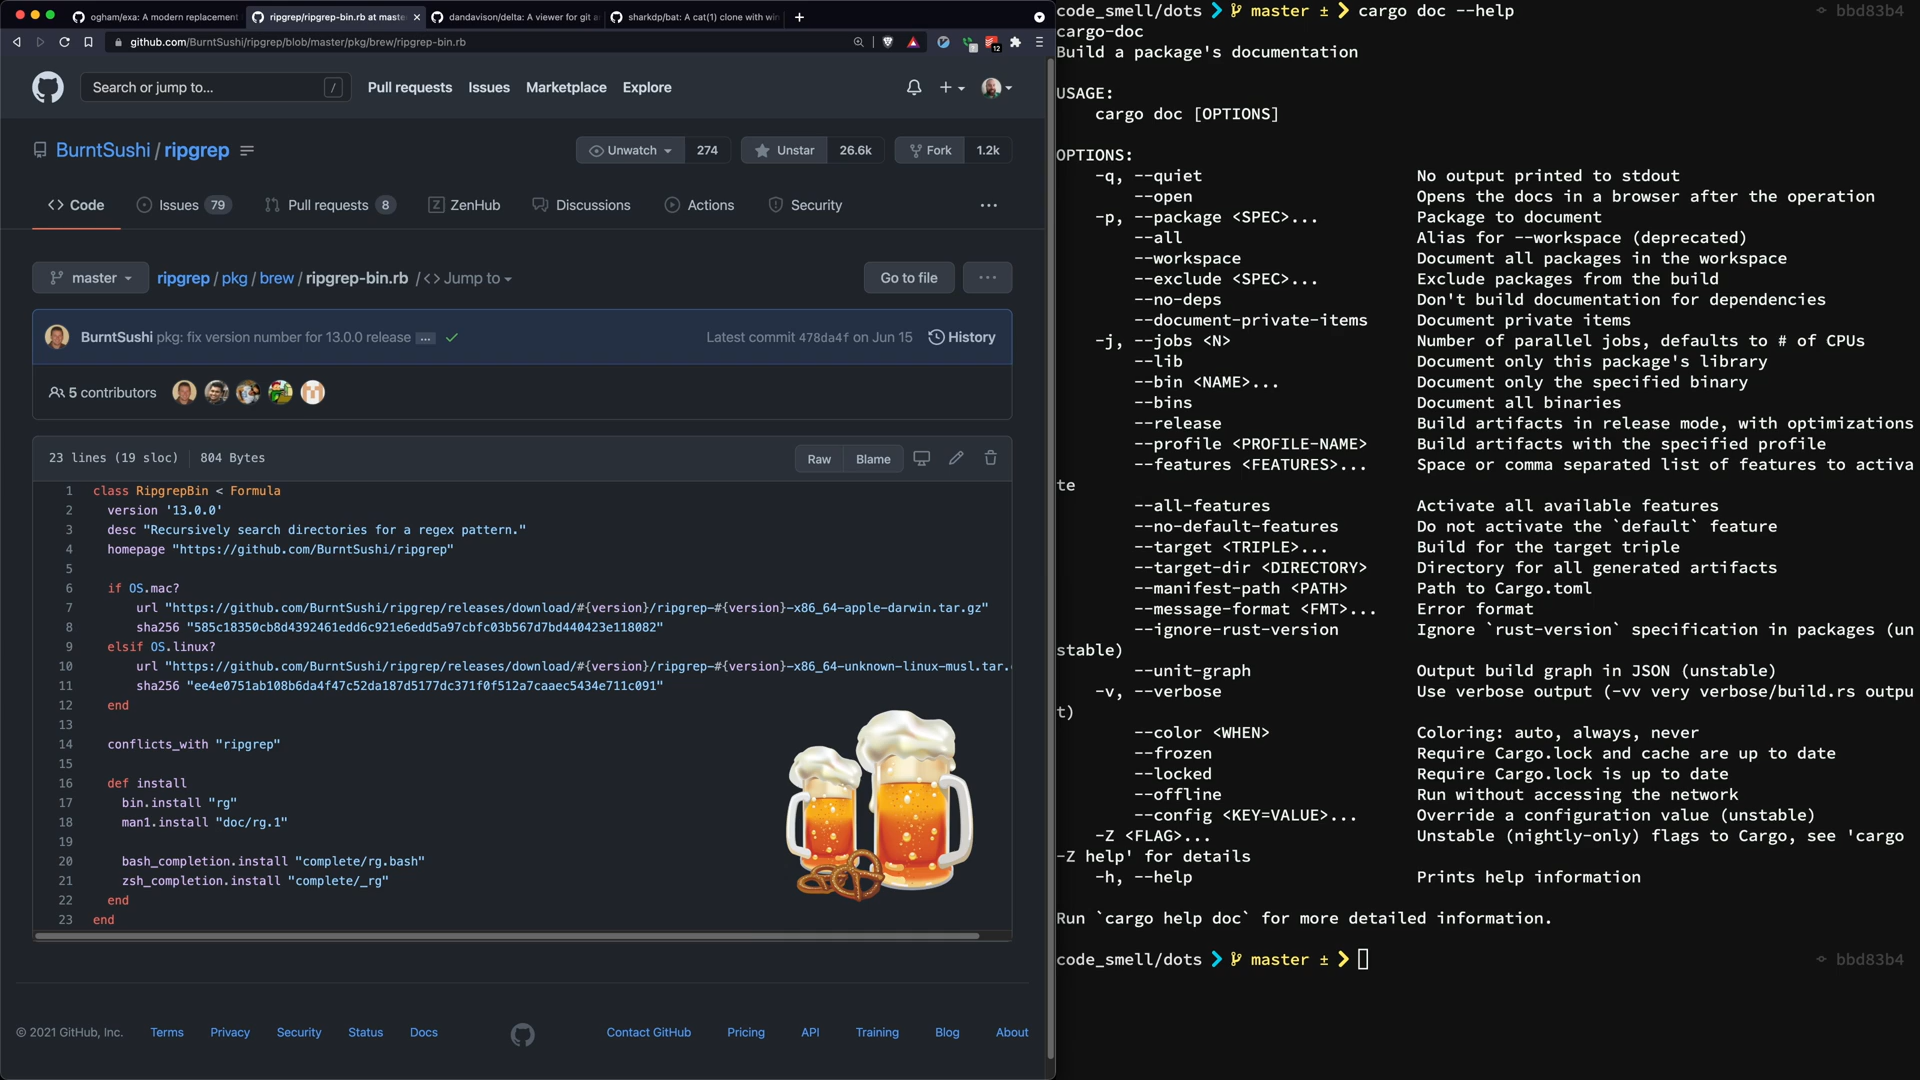 ogham/exa: A modern replacement
ripgrep/ripgrep-bin.rb at maste
dandavison/delta: A viewer for git a
sharkdp/bat: A cat(1) clone with win
github.com/BurntSushi/ripgrep/blob/master/pkg/brew/ripgrep-bin.rb
12
Search or jump to...
/
Pull requests
Issues
Marketplace
Explore
BurntSushi / ripgrep
Unwatch
274
Unstar
26.6k
Fork
1.2k
<> Code
Issues 79
Pull requests 8
ZenHub
Discussions
Actions
Security
...
master
ripgrep / pkg / brew / ripgrep-bin.rb / <> Jump to
Go to file
...
BurntSushi pkg: fix version number for 13.0.0 release ...
Latest commit 478da4f on Jun 15
History
5 contributors
23 lines (19 sloc)
804 Bytes
Raw
Blame
1 class RipgrepBin < Formula
2 version '13.0.0'
3 desc "Recursively search directories for a regex pattern."
4 homepage "https://github.com/BurntSushi/ripgrep"
5
6 if OS.mac?
7 url "https://github.com/BurntSushi/ripgrep/releases/download/#{version}/ripgrep-#{version}-x86_64-apple-darwin.tar.gz"
8 sha256 "585c18350cb8d4392461edd6c921e6edd5a97cbfc03b567d7bd440423e118082"
9 elsif OS.linux?
10 url "https://github.com/BurntSushi/ripgrep/releases/download/#{version}/ripgrep-#{version}-x86_64-unknown-linux-musl.tar.
11 sha256 "ee4e0751ab108b6da4f47c52da187d5177dc371f0f512a7caaec5434e711c091"
12 end
13
14 conflicts_with "ripgrep"
15
16 def install
17 bin.install "rg"
18 man1.install "doc/rg.1"
19
20 bash_completion.install "complete/rg.bash"
21 zsh_completion.install "complete/_rg"
22 end
23 end
© 2021 GitHub, Inc.
Terms
Privacy
Security
Status
Docs
Contact GitHub
Pricing
API
Training
Blog
About
code_smell/dots master ± cargo doc --help
bbd83b4
cargo-doc
Build a package's documentation
USAGE:
cargo doc [OPTIONS]
OPTIONS:
-q, --quiet No output printed to stdout
--open Opens the docs in a browser after the operation
-p, --package <SPEC>... Package to document
--all Alias for --workspace (deprecated)
--workspace Document all packages in the workspace
--exclude <SPEC>... Exclude packages from the build
--no-deps Don't build documentation for dependencies
--document-private-items Document private items
-j, --jobs <N> Number of parallel jobs, defaults to # of CPUs
--lib Document only this package's library
--bin <NAME>... Document only the specified binary
--bins Document all binaries
--release Build artifacts in release mode, with optimizations
--profile <PROFILE-NAME> Build artifacts with the specified profile
--features <FEATURES>... Space or comma separated list of features to activa
te
--all-features Activate all available features
--no-default-features Do not activate the `default` feature
--target <TRIPLE>... Build for the target triple
--target-dir <DIRECTORY> Directory for all generated artifacts
--manifest-path <PATH> Path to Cargo.toml
--message-format <FMT>... Error format
--ignore-rust-version Ignore `rust-version` specification in packages (un
stable)
--unit-graph Output build graph in JSON (unstable)
-v, --verbose Use verbose output (-vv very verbose/build.rs outpu
t)
--color <WHEN> Coloring: auto, always, never
--frozen Require Cargo.lock and cache are up to date
--locked Require Cargo.lock is up to date
--offline Run without accessing the network
--config <KEY=VALUE>... Override a configuration value (unstable)
-Z <FLAG>... Unstable (nightly-only) flags to Cargo, see 'cargo
-Z help' for details
-h, --help Prints help information
Run `cargo help doc` for more detailed information.
code_smell/dots master ±
bbd83b4